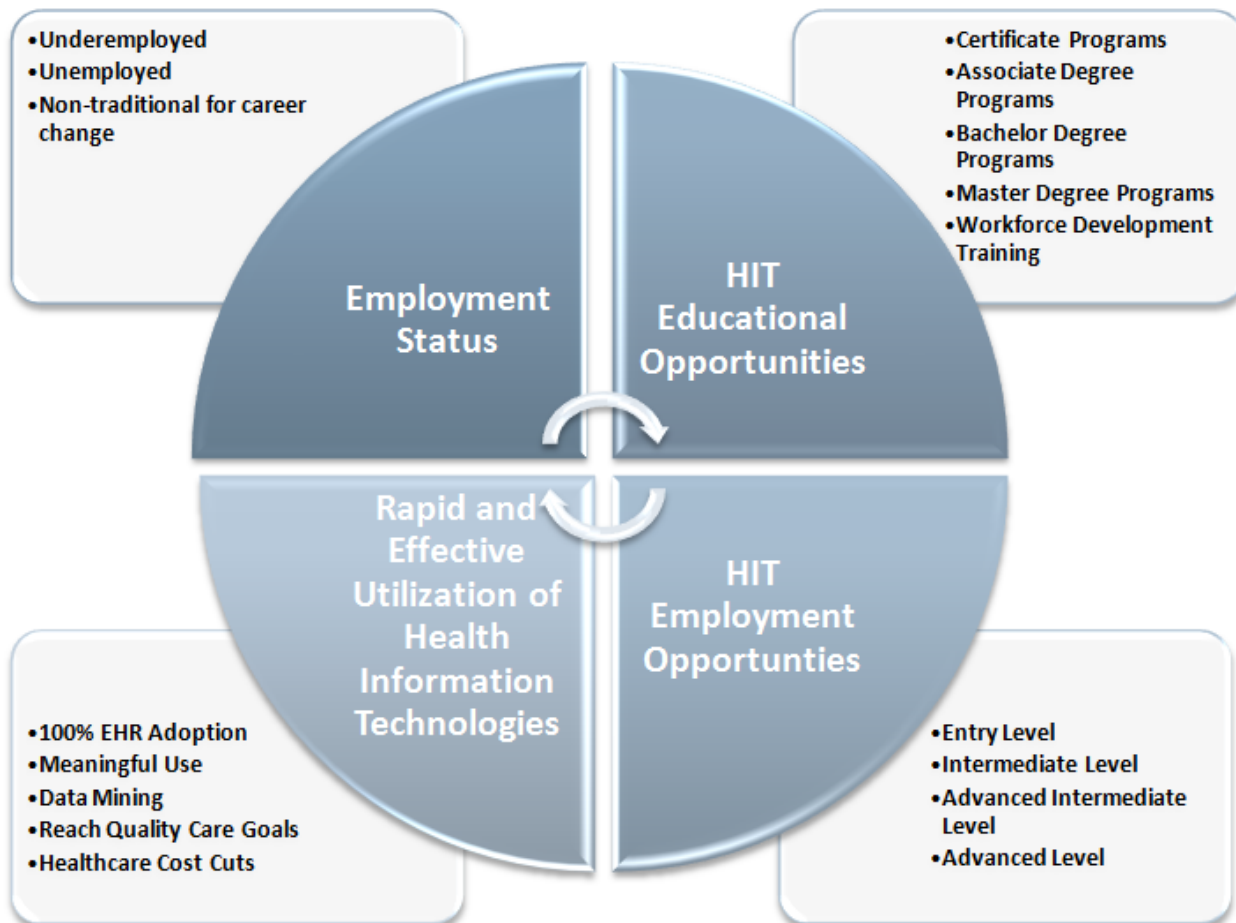 •Underemployed
•Unemployed
•Non-traditional for career
change
•Certificate Programs
•Associate Degree
Programs
•Bachelor Degree
Programs
•Master Degree Programs
•Workforce Development
Training
Employment
Status
HIT
Educational
Opportunities
Rapid and
Effective
Utilization of
Health
Information
Technologies
HIT
Employment
Opportunties
•100% EHR Adoption
•Meaningful Use
•Data Mining
•Reach Quality Care Goals
•Healthcare Cost Cuts
•Entry Level
•Intermediate Level
•Advanced Intermediate
Level
•Advanced Level